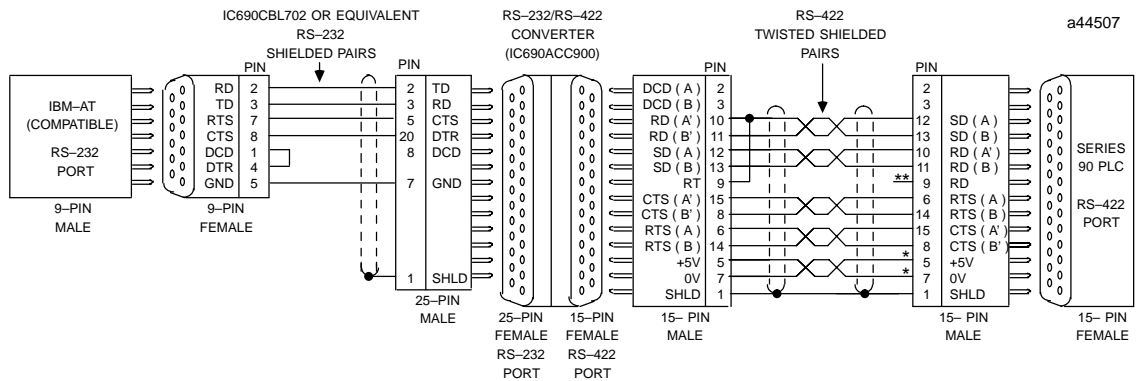 a44507
IC690CBL702 OR EQUIVALENT
RS–232
SHIELDED PAIRS
RS–232/RS–422
CONVERTER
(IC690ACC900)
RS–422
TWISTED SHIELDED
PAIRS
IBM–AT
(COMPATIBLE)
RS–232
PORT
9–PIN
MALE
PIN
RD 2
TD 3
RTS 7
CTS 8
DCD 1
DTR 4
GND 5
9–PIN
FEMALE
PIN
2 TD
3 RD
5 CTS
20 DTR
8 DCD
7 GND
1 SHLD
25–PIN
MALE
25–PIN
FEMALE
RS–232
PORT
15–PIN
FEMALE
RS–422
PORT
PIN
DCD ( A ) 2
DCD ( B ) 3
RD ( A' ) 10
RD ( B' ) 11
SD ( A ) 12
SD ( B ) 13
RT 9
CTS ( A' ) 15
CTS ( B' ) 8
RTS ( A ) 6
RTS ( B ) 14
+5V 5
0V 7
SHLD 1
15– PIN
MALE
PIN
2
3
12 SD ( A )
13 SD ( B )
10 RD ( A' )
11 RD ( B )
** 9 RD
6 RTS ( A )
14 RTS ( B )
15 CTS ( A' )
8 CTS ( B' )
* 5 +5V
* 7 0V
1 SHLD
15– PIN
MALE
SERIES
90 PLC
RS–422
PORT
15– PIN
FEMALE